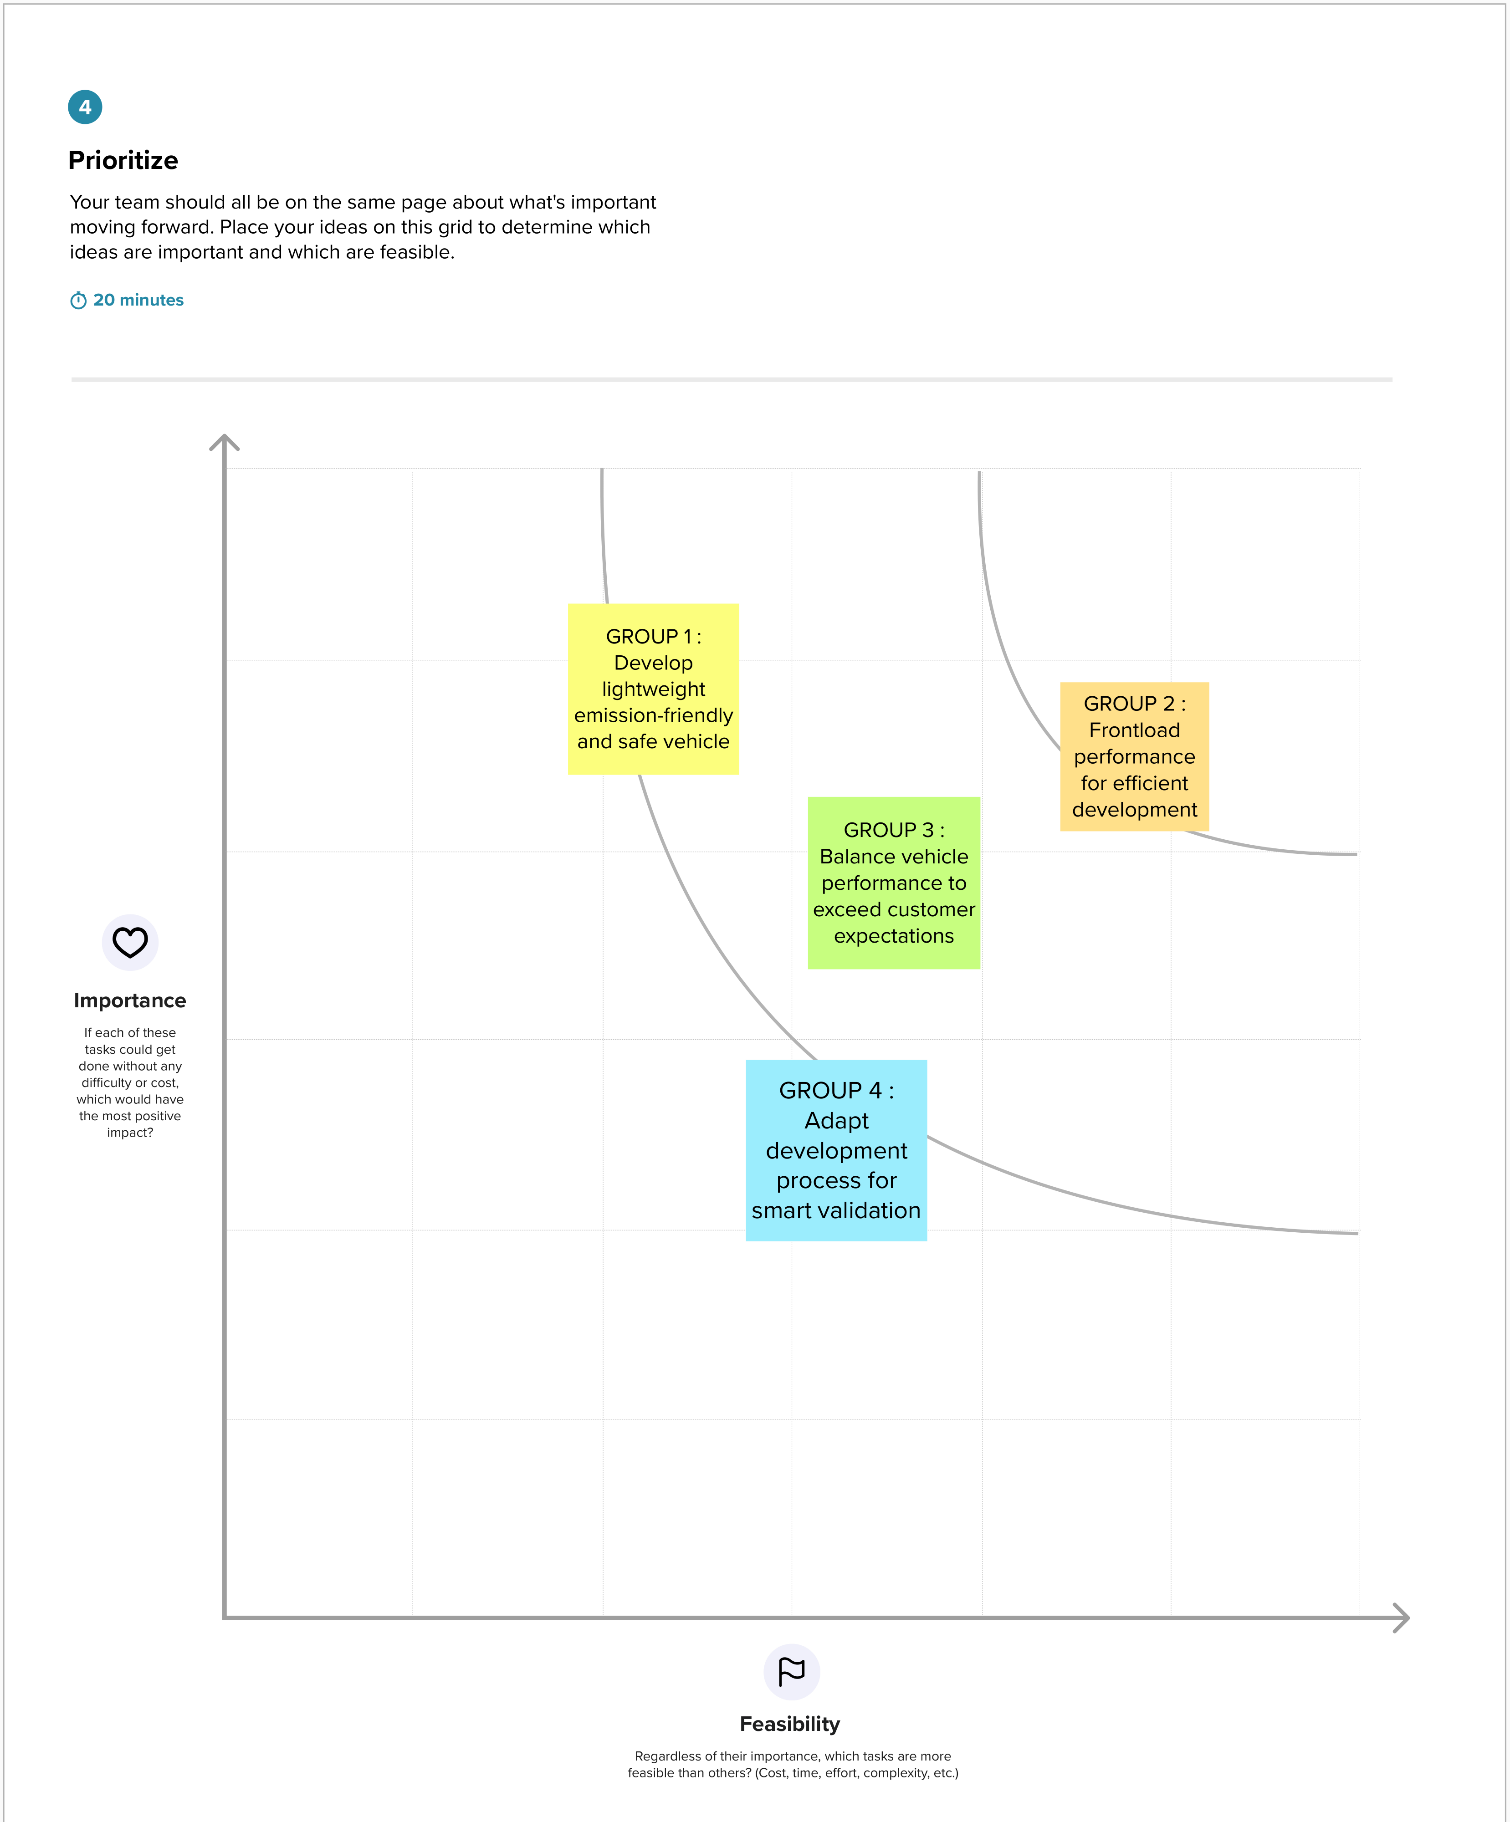 4
Prioritize
Your team should all be on the same page about what's important
moving forward. Place your ideas on this grid to determine which
ideas are important and which are feasible.
20 minutes
GROUP 1 :
Develop
lightweight
emission-friendly
and safe vehicle
GROUP 2 :
Frontload
performance
for efficient
development
GROUP 3 :
Balance vehicle
performance to
exceed customer
expectations
GROUP 4 :
Adapt
development
process for
smart validation
Importance
If each of these
tasks could get
done without any
difficulty or cost,
which would have
the most positive
impact?
Feasibility
Regardless of their importance, which tasks are more
feasible than others? (Cost, time, effort, complexity, etc.)